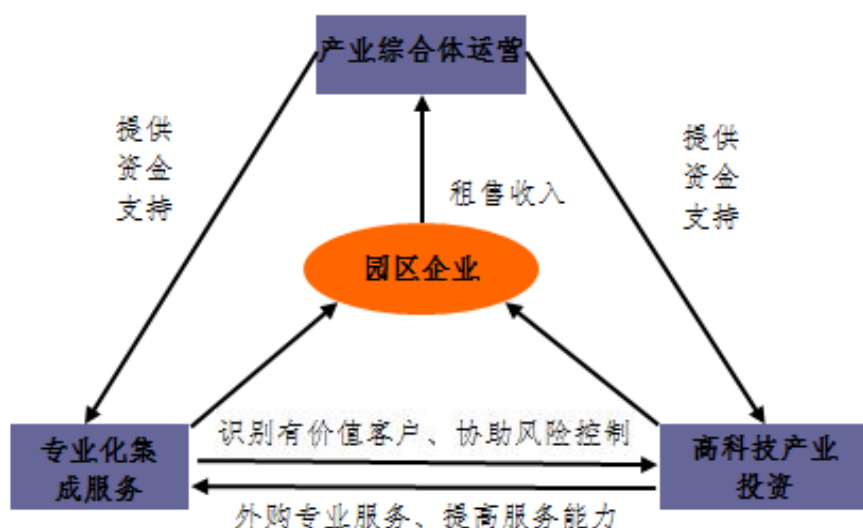 产业综合体运营
提供
资金
支持
提供
资金
支持
租售收入
园区企业
识别有价值客户、协助风险控制
专业化集
成服务
高科技产业
投资
外购专业服务、提高服务能力